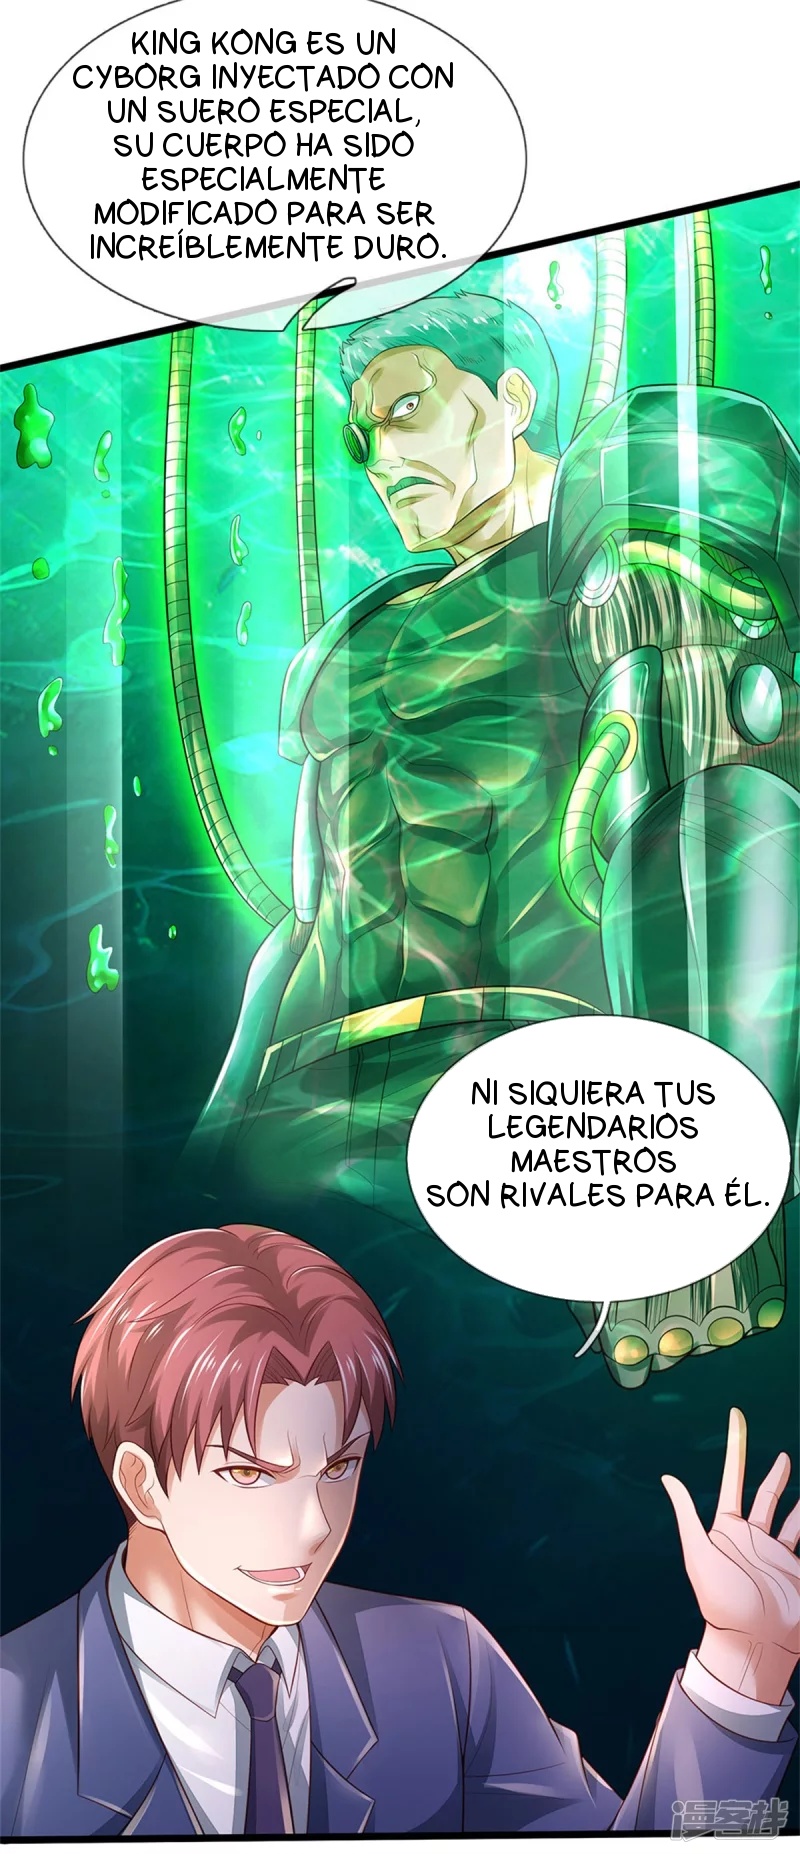 KING KONG ES UN
CYBORG INYECTADO CON
UN SUERO ESPECIAL,
SU CUERPO HA SIDO
ESPECIALMENTE
MODIFICADO PARA SER
INCREÍBLEMENTE DURO.
NI SIQUIERA TUS
LEGENDARIOS
MAESTROS
SON RIVALES PARA ÉL.
漫客栈